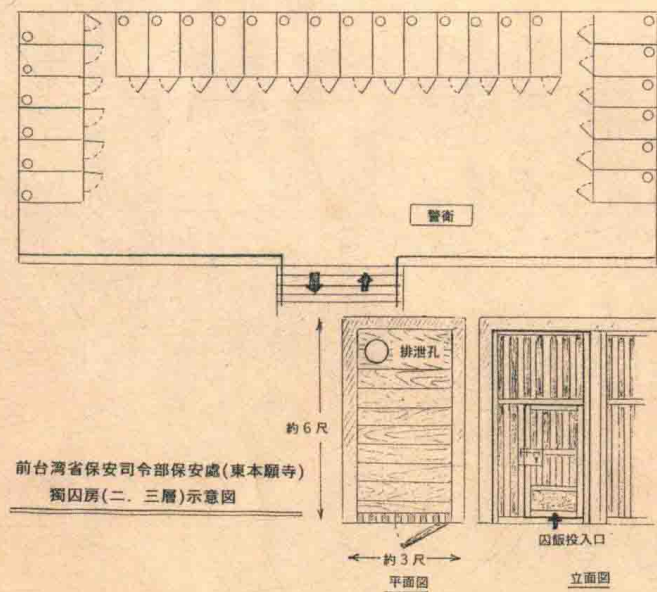 警衛
排泄孔
約6尺
前台湾省保安司令部保安處(東本願寺)
獨囚房(二．三層)示意図
囚飯投入口
約3尺
平面図
立面図